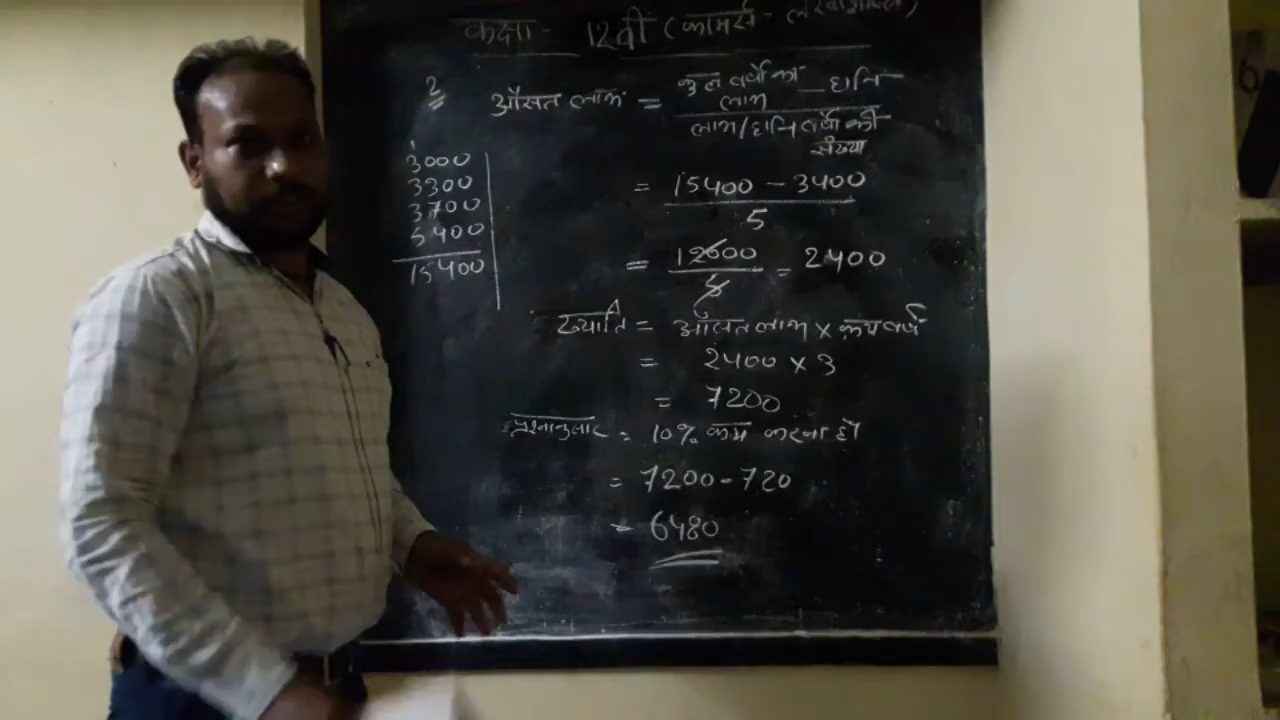 कक्षा - 12वी (कामर्स - लेखाशास्त्र)
2
औसत लाभ = कुल वर्षो का लाभ - हानि
लाभ/हानि वर्षो की संख्या
3000
3300
3700
5400
15400
= 15400 - 3400
5
= 12000 = 2400
5
ख्याति = औसत लाभ × क्रय वर्ष
= 2400 × 3
= 7200
प्रश्नानुसार = 10% कम करना है।
= 7200 - 720
= 6480